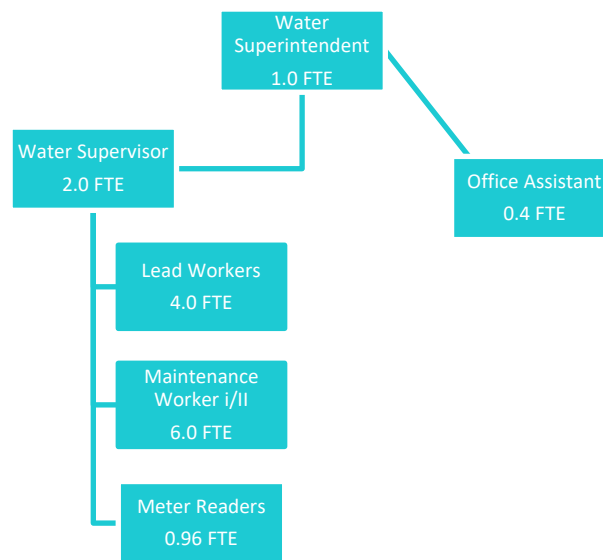 Water
Superintendent
1.0 FTE
Water Supervisor
2.0 FTE
Office Assistant
0.4 FTE
Lead Workers
4.0 FTE
Maintenance
Worker i/II
6.0 FTE
Meter Readers
0.96 FTE